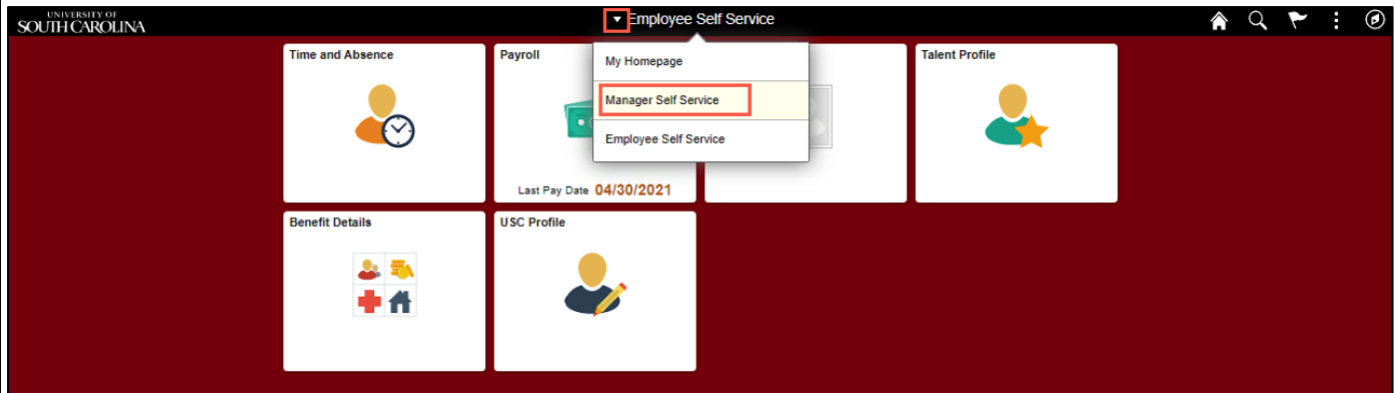 UNIVERSITY OF
SOUTH CAROLINA
Employee Self Service
My Homepage
Manager Self Service
Employee Self Service
Time and Absence
Payroll
Last Pay Date 04/30/2021
Talent Profile
Benefit Details
USC Profile